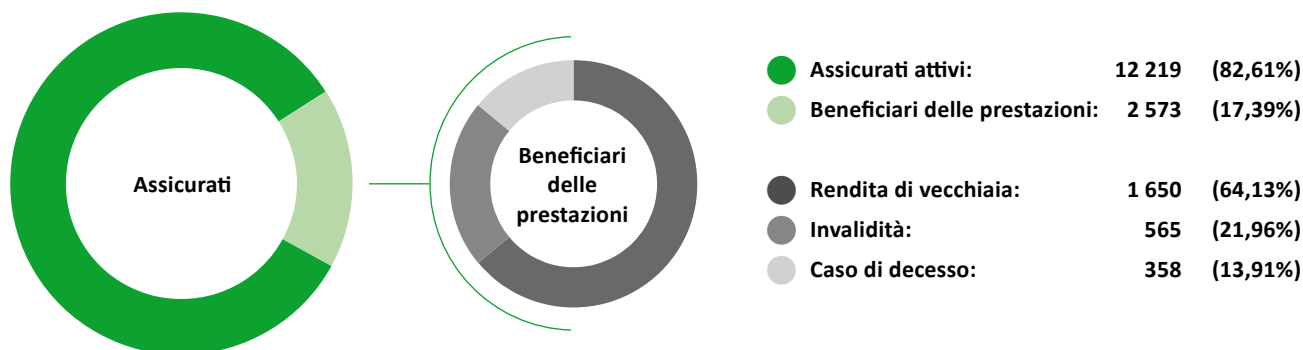 Assicurati
Beneficiari
delle
prestazioni
Assicurati attivi: 12 219 (82,61%)
Beneficiari delle prestazioni: 2 573 (17,39%)
Rendita di vecchiaia: 1 650 (64,13%)
Invalidità: 565 (21,96%)
Caso di decesso: 358 (13,91%)